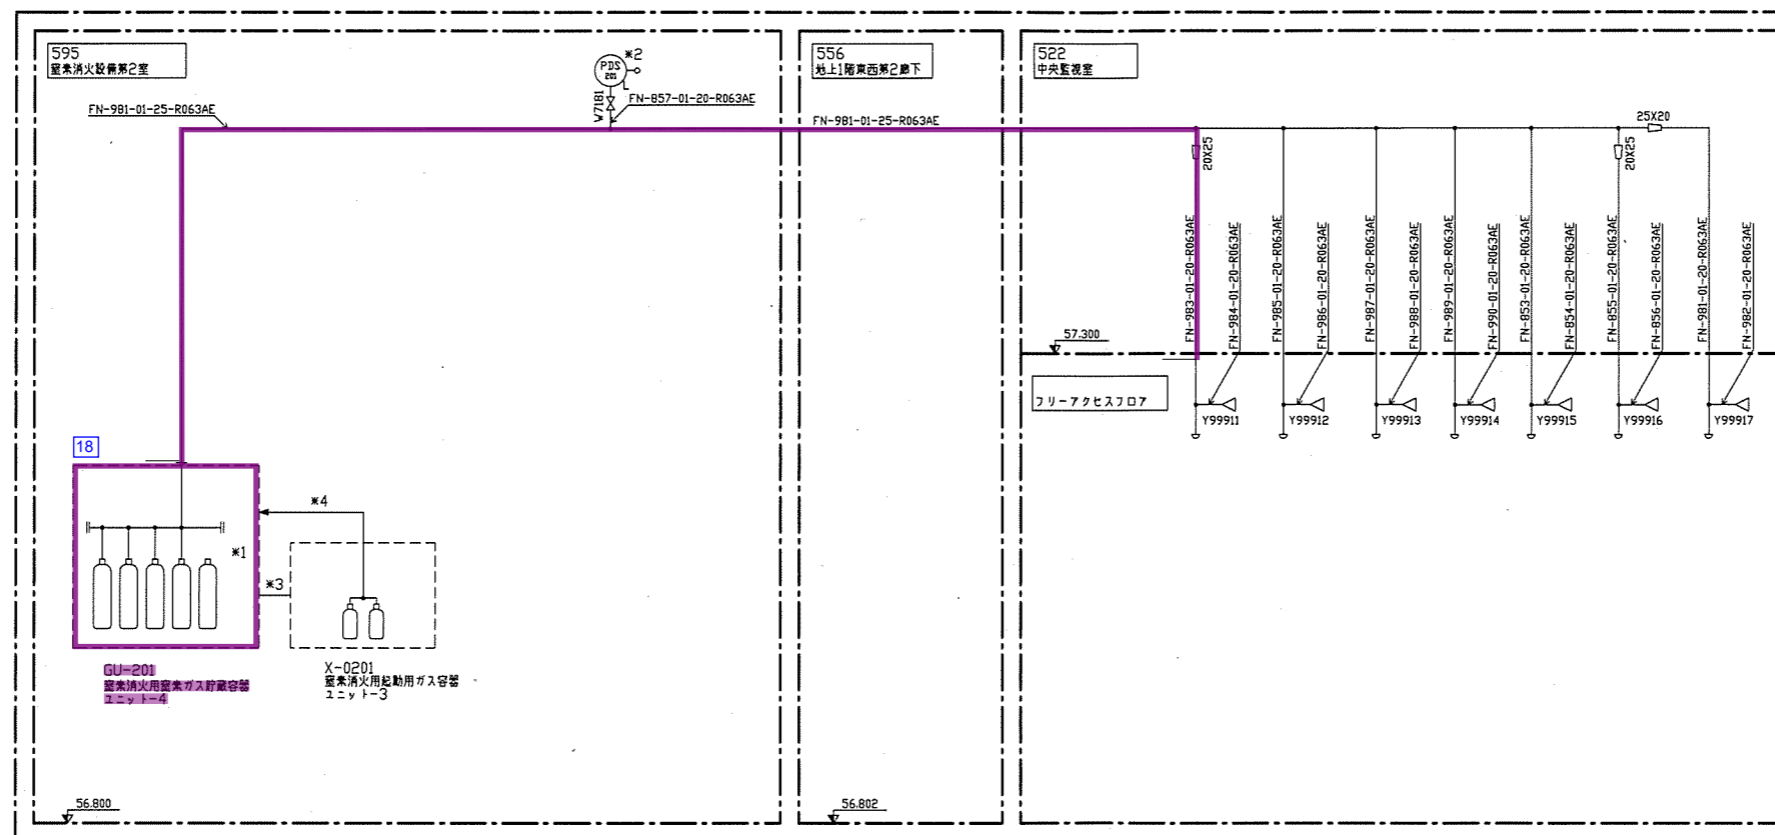 595
窒素消火設備第2室
556
地上1階東西第2廊下
522
中央監視室
PDS
201
※2
L
W7181
FN-857-01-20-R063AE
FN-981-01-25-R063AE
FN-981-01-25-R063AE
20X25
25X20
20X25
FN-983-01-20-R063AE
FN-984-01-20-R063AE
FN-985-01-20-R063AE
FN-986-01-20-R063AE
FN-987-01-20-R063AE
FN-988-01-20-R063AE
FN-989-01-20-R063AE
FN-990-01-20-R063AE
FN-853-01-20-R063AE
FN-854-01-20-R063AE
FN-855-01-20-R063AE
FN-856-01-20-R063AE
FN-981-01-20-R063AE
FN-982-01-20-R063AE
57.300
フリーアクセスフロア
Y99911
Y99912
Y99913
Y99914
Y99915
Y99916
Y99917
18
※4
※1
※3
GU-201
窒素消火用窒素ガス貯蔵容器
ユニット-4
X-0201
窒素消火用起動用ガス容器
ユニット-3
56.800
56.802